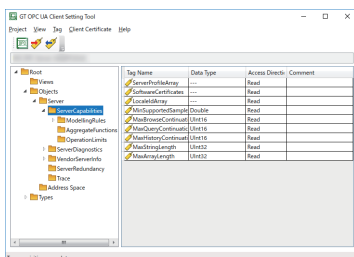 GT OPC UA Client Setting Tool
Project View Tag Client Certificate Help
Root
Views
Objects
Server
ServerCapabilities
ModellingRules
AggregateFunctions
OperationLimits
ServerDiagnostics
VendorServerInfo
ServerRedundancy
Trace
Address Space
Types
Tag Name Data Type Access Directic Comment
ServerProfileArray --- Read
SoftwareCertificates --- Read
LocaleIdArray --- Read
MinSupportedSample Double Read
MaxBrowseContinuati UInt16 Read
MaxQueryContinuati UInt16 Read
MaxHistoryContinuati UInt16 Read
MaxStringLength UInt32 Read
MaxArrayLength UInt32 Read